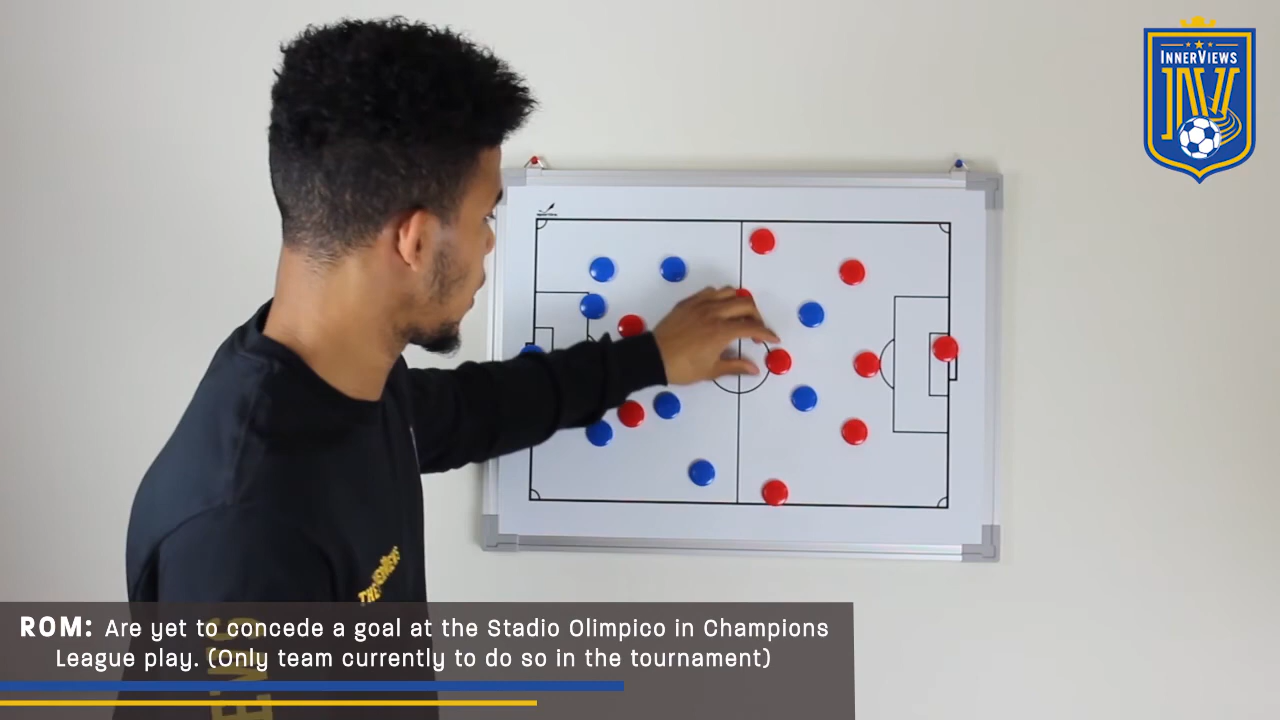 INNERVIEWS
IV
ROM: Are yet to concede a goal at the Stadio Olimpico in Champions
League play. (Only team currently to do so in the tournament)